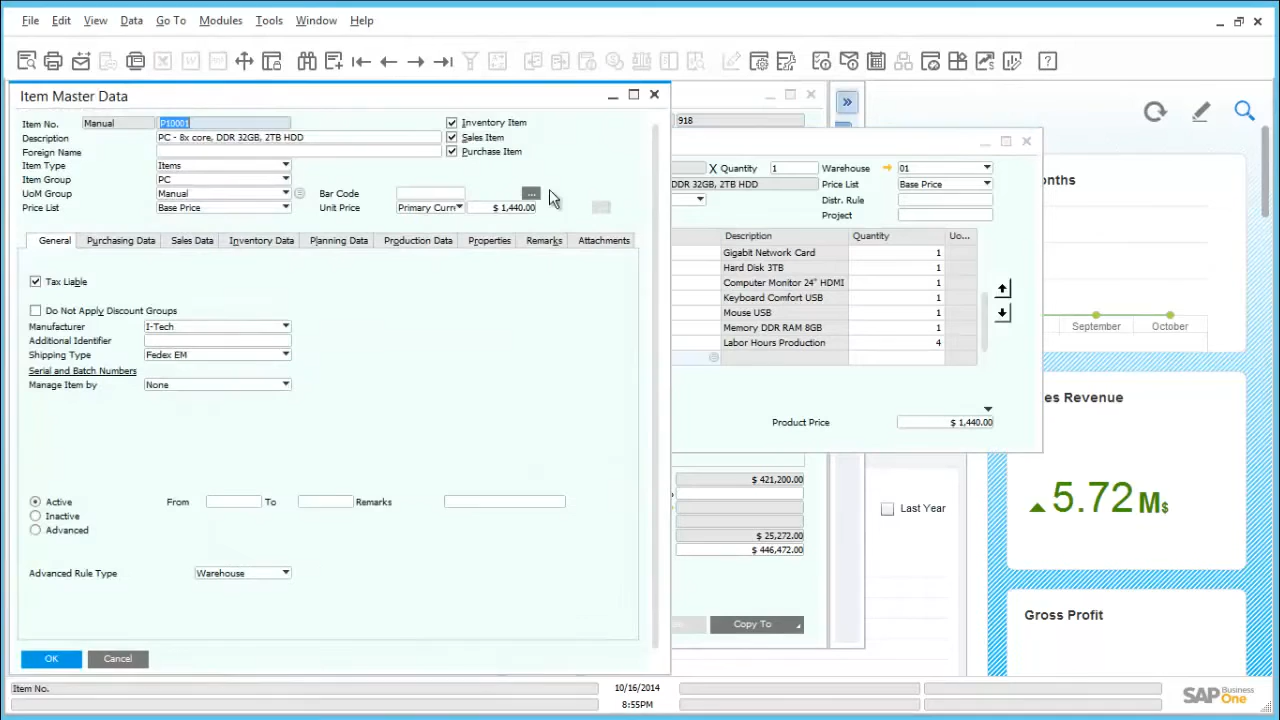 File Edit View Data Go To Modules Tools Window Help
Item Master Data
Item No. Manual P10001
Description PC - 8x core, DDR 32GB, 2TB HDD
Foreign Name
Item Type Items
Item Group PC
UoM Group Manual
Price List Base Price
Inventory Item
Sales Item
Purchase Item
Bar Code ...
Unit Price Primary Curr $ 1,440.00
General Purchasing Data Sales Data Inventory Data Planning Data Production Data Properties Remarks Attachments
Tax Liable
Do Not Apply Discount Groups
Manufacturer I-Tech
Additional Identifier
Shipping Type Fedex EM
Serial and Batch Numbers
Manage Item by None
Active From To Remarks
Inactive
Advanced
Advanced Rule Type Warehouse
OK Cancel
918
X Quantity 1 Warehouse 01
DDR 32GB, 2TB HDD Price List Base Price
Distr. Rule
Project
Description Quantity Uo...
Gigabit Network Card 1
Hard Disk 3TB 1
Computer Monitor 24" HDMI 1
Keyboard Comfort USB 1
Mouse USB 1
Memory DDR RAM 8GB 1
Labor Hours Production 4
Product Price $ 1,440.00
$ 421,200.00
$ 25,272.00
$ 446,472.00
Copy To
Last Year
onths
September October
es Revenue
5.72 M$
Gross Profit
Item No. 10/16/2014
8:55PM
SAP Business One